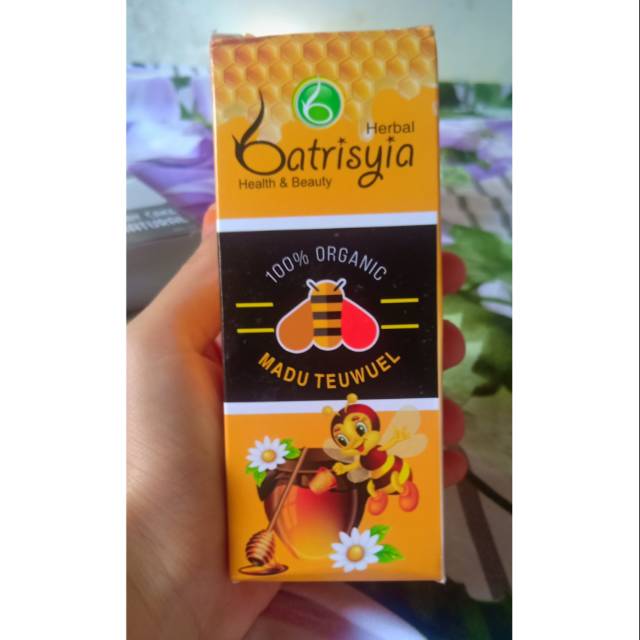 Herbal
batrisyia
Health & Beauty
100% ORGANIC
MADU TEUWUEL